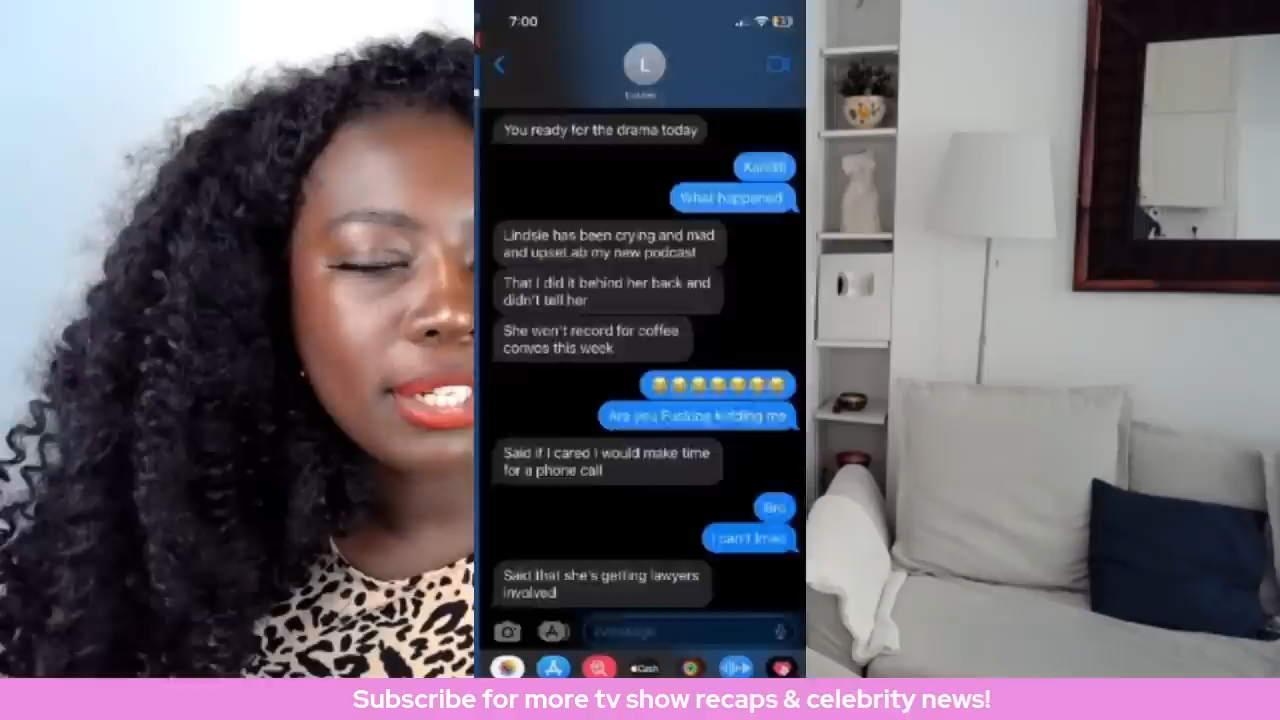 7:00
L
You ready for the drama today
What happened
Lindsie has been crying and mad
and upset ab my new podcast
That I did it behind her back and
didn't tell her
She won't record for coffee
convos this week
Are you Fucking kidding me
Said if I cared I would make time
for a phone call
Bro
I can't
Said that she's getting lawyers
involved
iMessage
Cash
Subscribe for more tv show recaps & celebrity news!